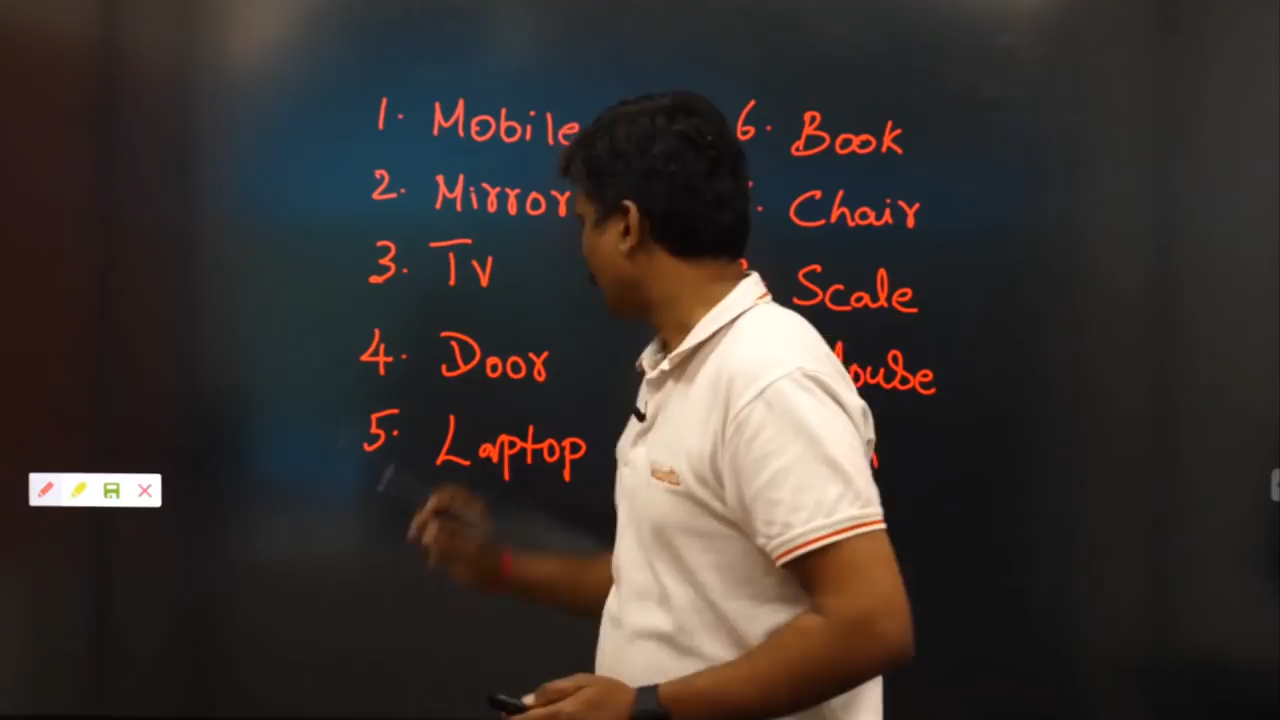 1. Mobile
2. Mirror
3. Tv
4. Door
5. Laptop
6. Book
Chair
Scale